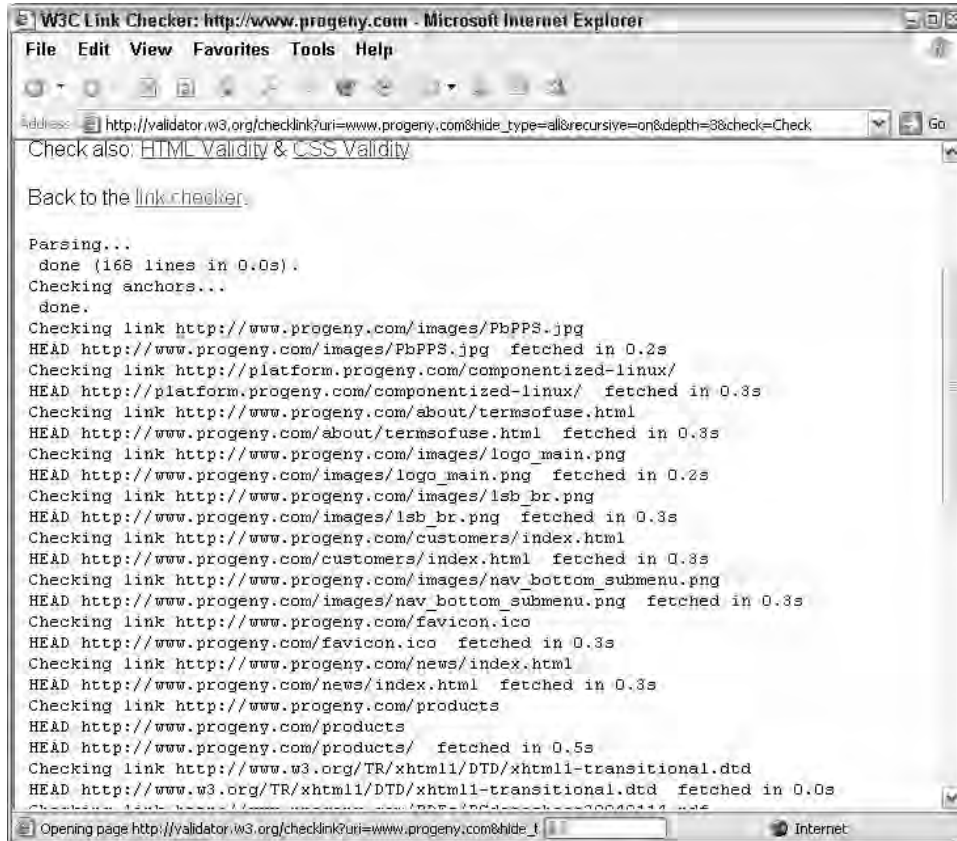 W3C Link Checker: http://www.progeny.com - Microsoft Internet Explorer
File Edit View Favorites Tools Help
Address http://validator.w3.org/checklink?uri=www.progeny.com&hide_type=all&recursive=on&depth=3&check=Check Go
Check also: HTML Validity & CSS Validity
Back to the link checker.
Parsing...
done (168 lines in 0.0s).
Checking anchors...
done.
Checking link http://www.progeny.com/images/PbPPS.jpg
HEAD http://www.progeny.com/images/PbPPS.jpg fetched in 0.2s
Checking link http://platform.progeny.com/componentized-linux/
HEAD http://platform.progeny.com/componentized-linux/ fetched in 0.3s
Checking link http://www.progeny.com/about/termsofuse.html
HEAD http://www.progeny.com/about/termsofuse.html fetched in 0.3s
Checking link http://www.progeny.com/images/logo_main.png
HEAD http://www.progeny.com/images/logo_main.png fetched in 0.2s
Checking link http://www.progeny.com/images/lsb_br.png
HEAD http://www.progeny.com/images/lsb_br.png fetched in 0.3s
Checking link http://www.progeny.com/customers/index.html
HEAD http://www.progeny.com/customers/index.html fetched in 0.3s
Checking link http://www.progeny.com/images/nav_bottom_submenu.png
HEAD http://www.progeny.com/images/nav_bottom_submenu.png fetched in 0.3s
Checking link http://www.progeny.com/favicon.ico
HEAD http://www.progeny.com/favicon.ico fetched in 0.3s
Checking link http://www.progeny.com/news/index.html
HEAD http://www.progeny.com/news/index.html fetched in 0.3s
Checking link http://www.progeny.com/products
HEAD http://www.progeny.com/products
HEAD http://www.progeny.com/products/ fetched in 0.5s
Checking link http://www.w3.org/TR/xhtml1/DTD/xhtml1-transitional.dtd
HEAD http://www.w3.org/TR/xhtml1/DTD/xhtml1-transitional.dtd fetched in 0.0s
Checking link
Opening page http://validator.w3.org/checklink?uri=www.progeny.com&hide_t Internet